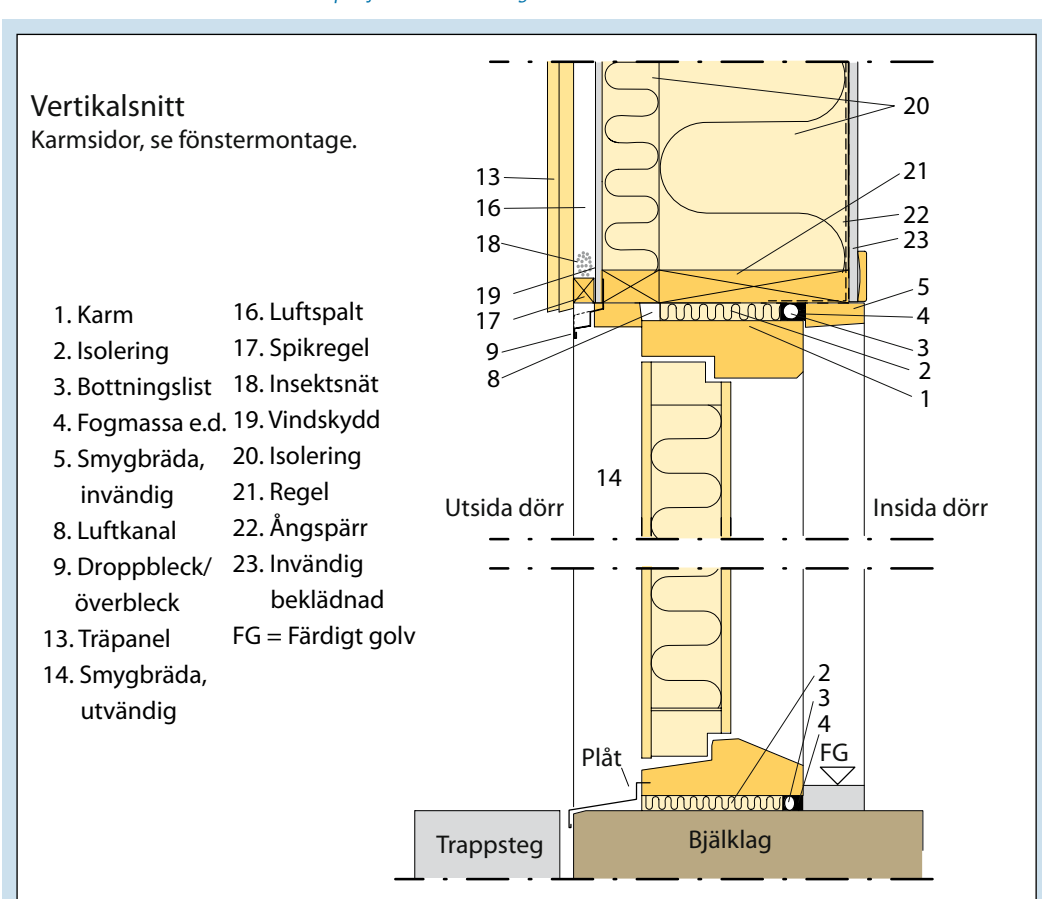 Vertikalsnitt
Karmsidor, se fönstermontage.
1. Karm
2. Isolering
3. Bottningslist
4. Fogmassa e.d.
5. Smygbräda,
invändig
8. Luftkanal
9. Droppbleck/
överbleck
13. Träpanel
14. Smygbräda,
utvändig
16. Luftspalt
17. Spikregel
18. Insektsnät
19. Vindskydd
20. Isolering
21. Regel
22. Ångspärr
23. Invändig
beklädnad
FG = Färdigt golv
13
16
18
19
17
9
8
20
21
22
23
5
4
3
2
1
14
Utsida dörr
Insida dörr
2
3
4
FG
Plåt
Trappsteg
Bjälklag